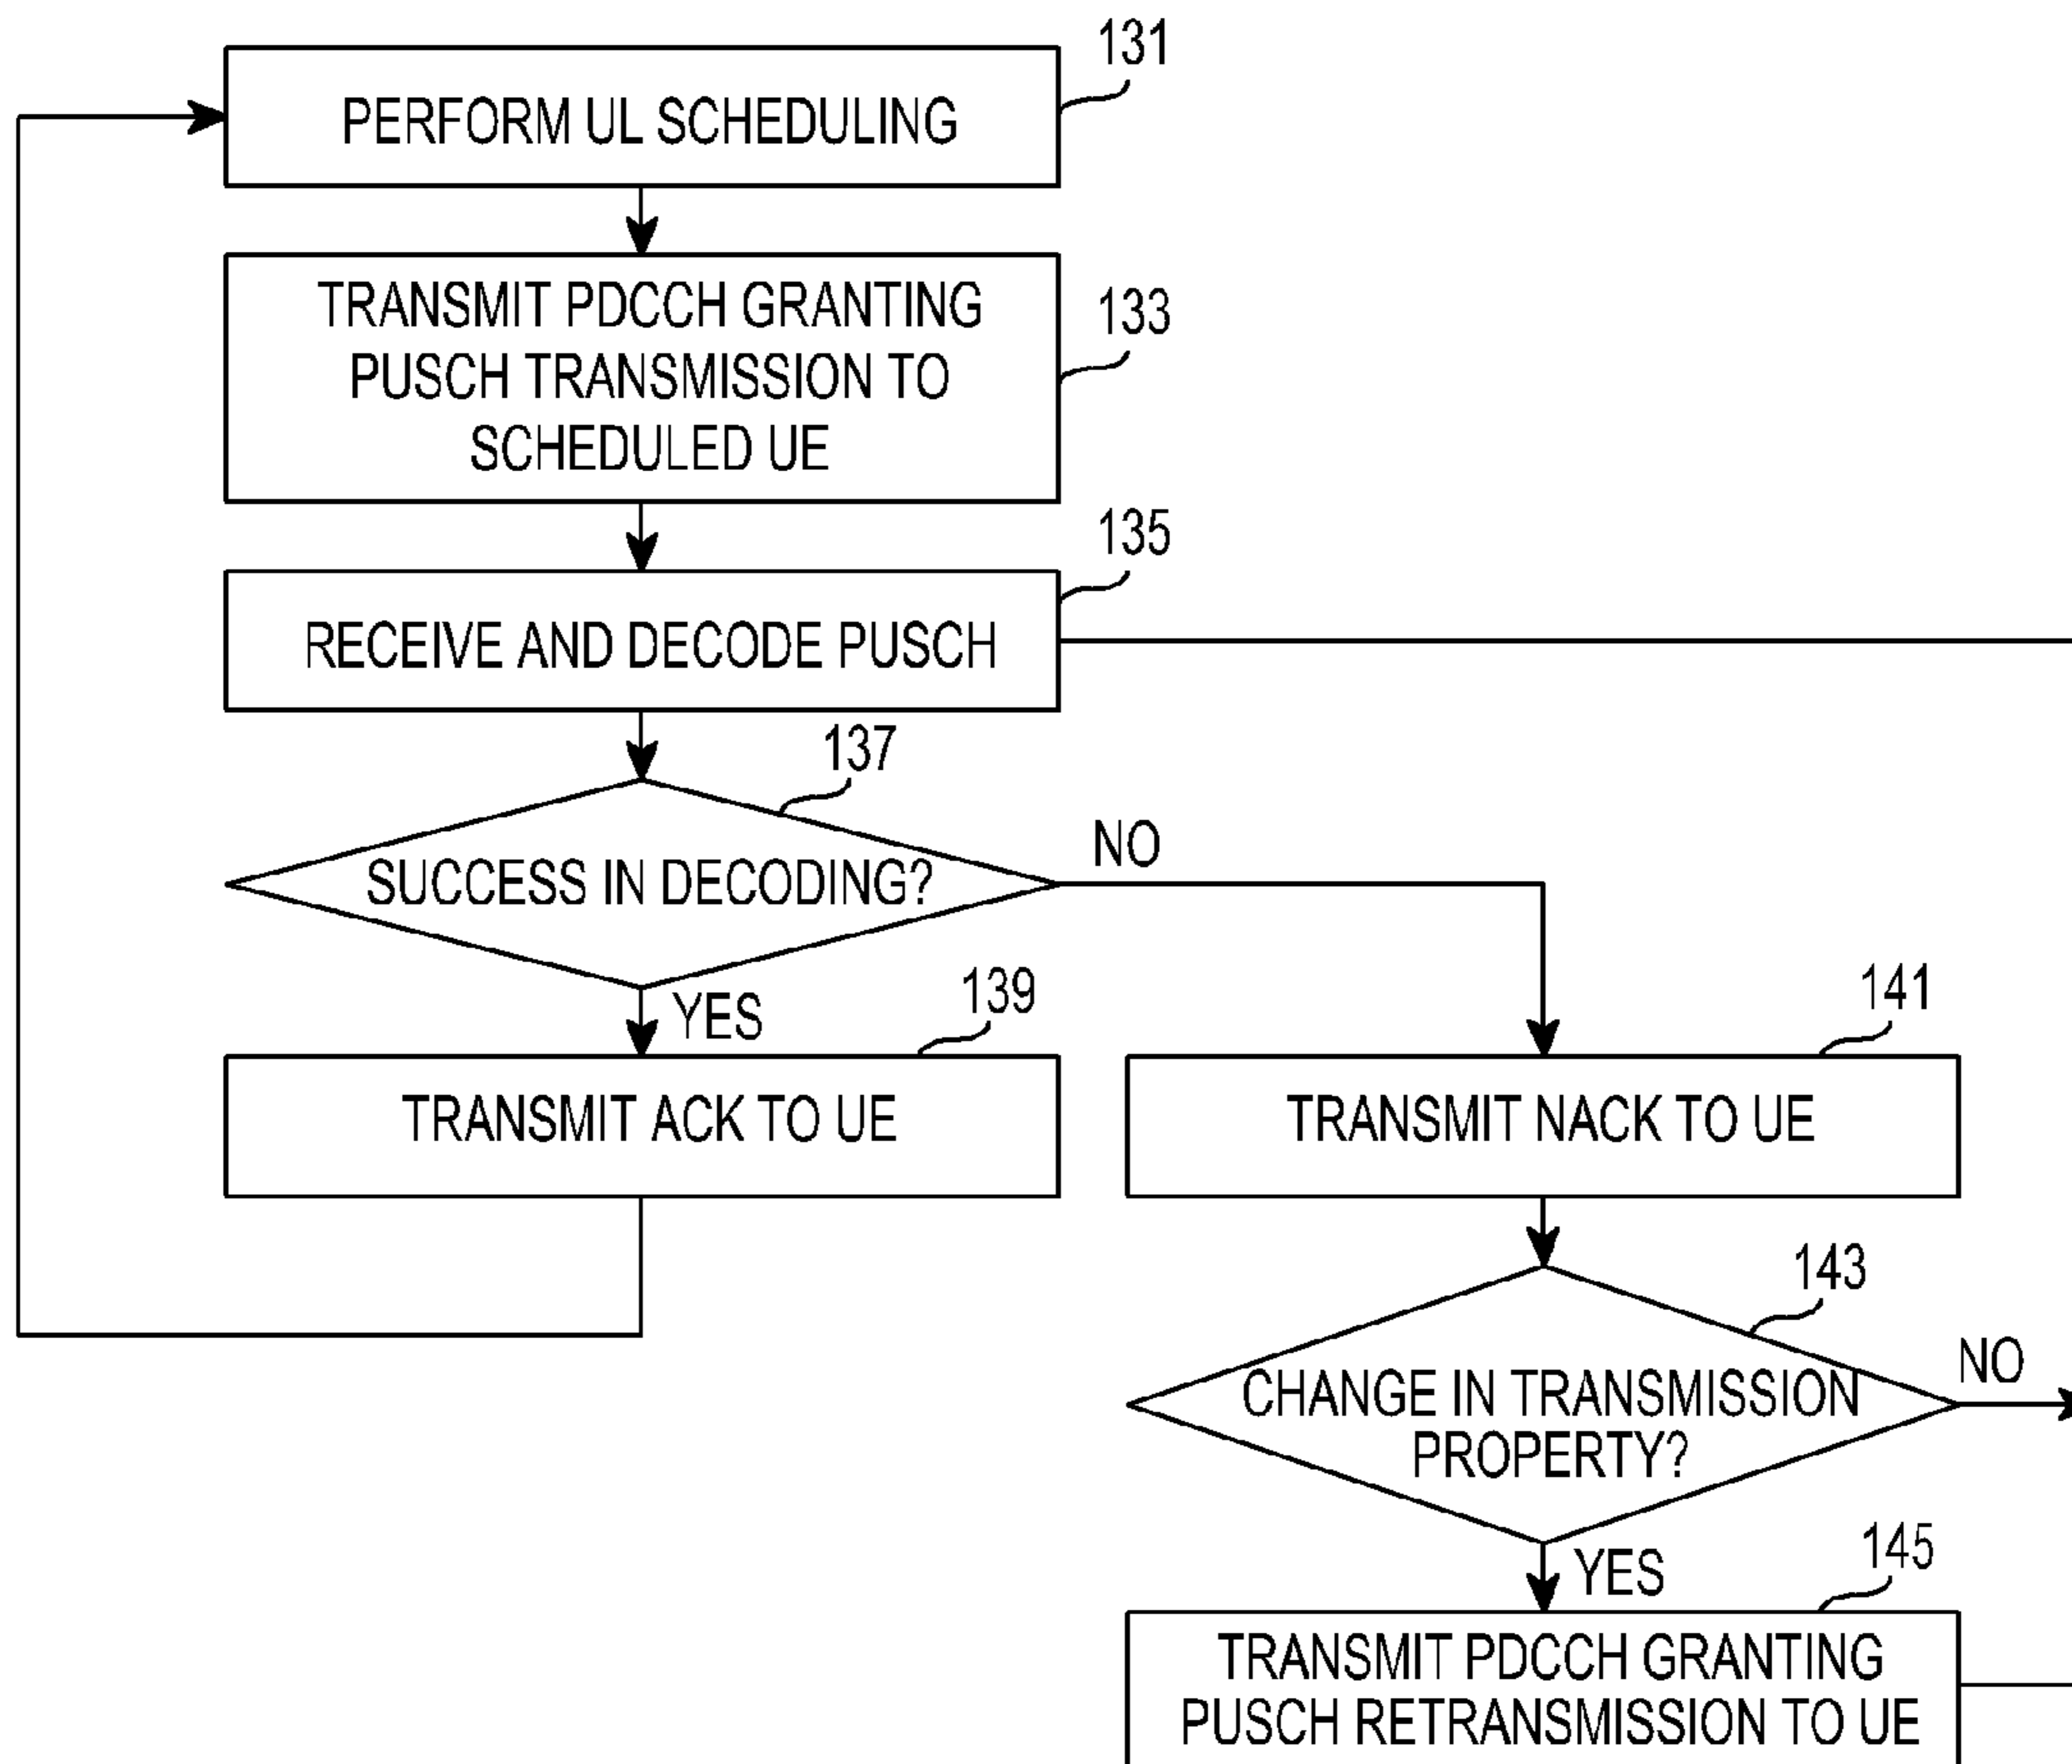 131
PERFORM UL SCHEDULING
133
TRANSMIT PDCCH GRANTING
PUSCH TRANSMISSION TO
SCHEDULED UE
135
RECEIVE AND DECODE PUSCH
137
SUCCESS IN DECODING?
NO
YES
139
TRANSMIT ACK TO UE
141
TRANSMIT NACK TO UE
143
CHANGE IN TRANSMISSION
PROPERTY?
NO
YES
145
TRANSMIT PDCCH GRANTING
PUSCH RETRANSMISSION TO UE